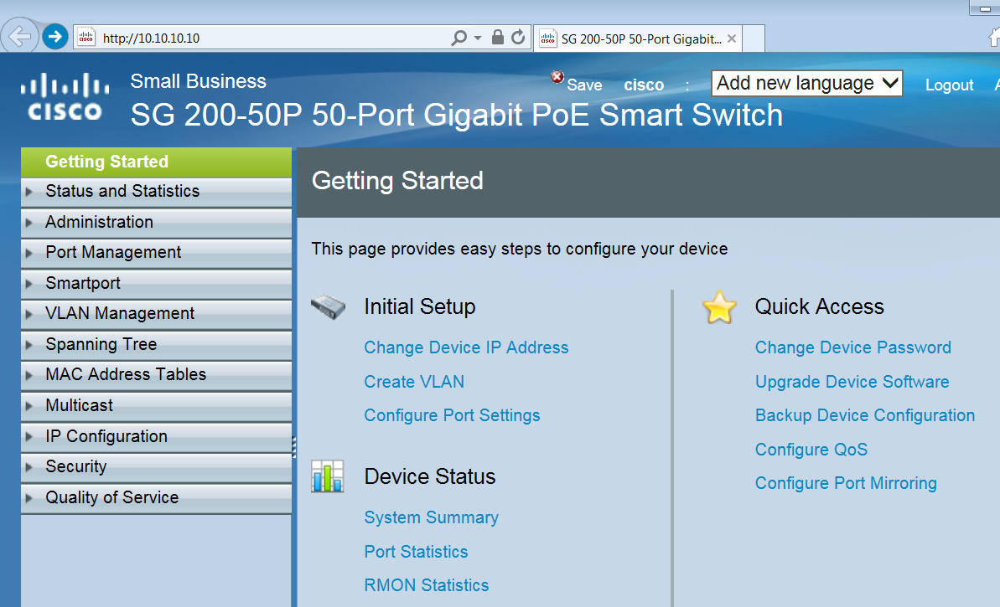 http://10.10.10.10
SG 200-50P 50-Port Gigabit...
cisco
Small Business
SG 200-50P 50-Port Gigabit PoE Smart Switch
Save cisco : Add new language Logout A
CISCO
Getting Started
Status and Statistics
Administration
Port Management
Smartport
VLAN Management
Spanning Tree
MAC Address Tables
Multicast
IP Configuration
Security
Quality of Service
Getting Started
This page provides easy steps to configure your device
Initial Setup
Change Device IP Address
Create VLAN
Configure Port Settings
Device Status
System Summary
Port Statistics
RMON Statistics
Quick Access
Change Device Password
Upgrade Device Software
Backup Device Configuration
Configure QoS
Configure Port Mirroring